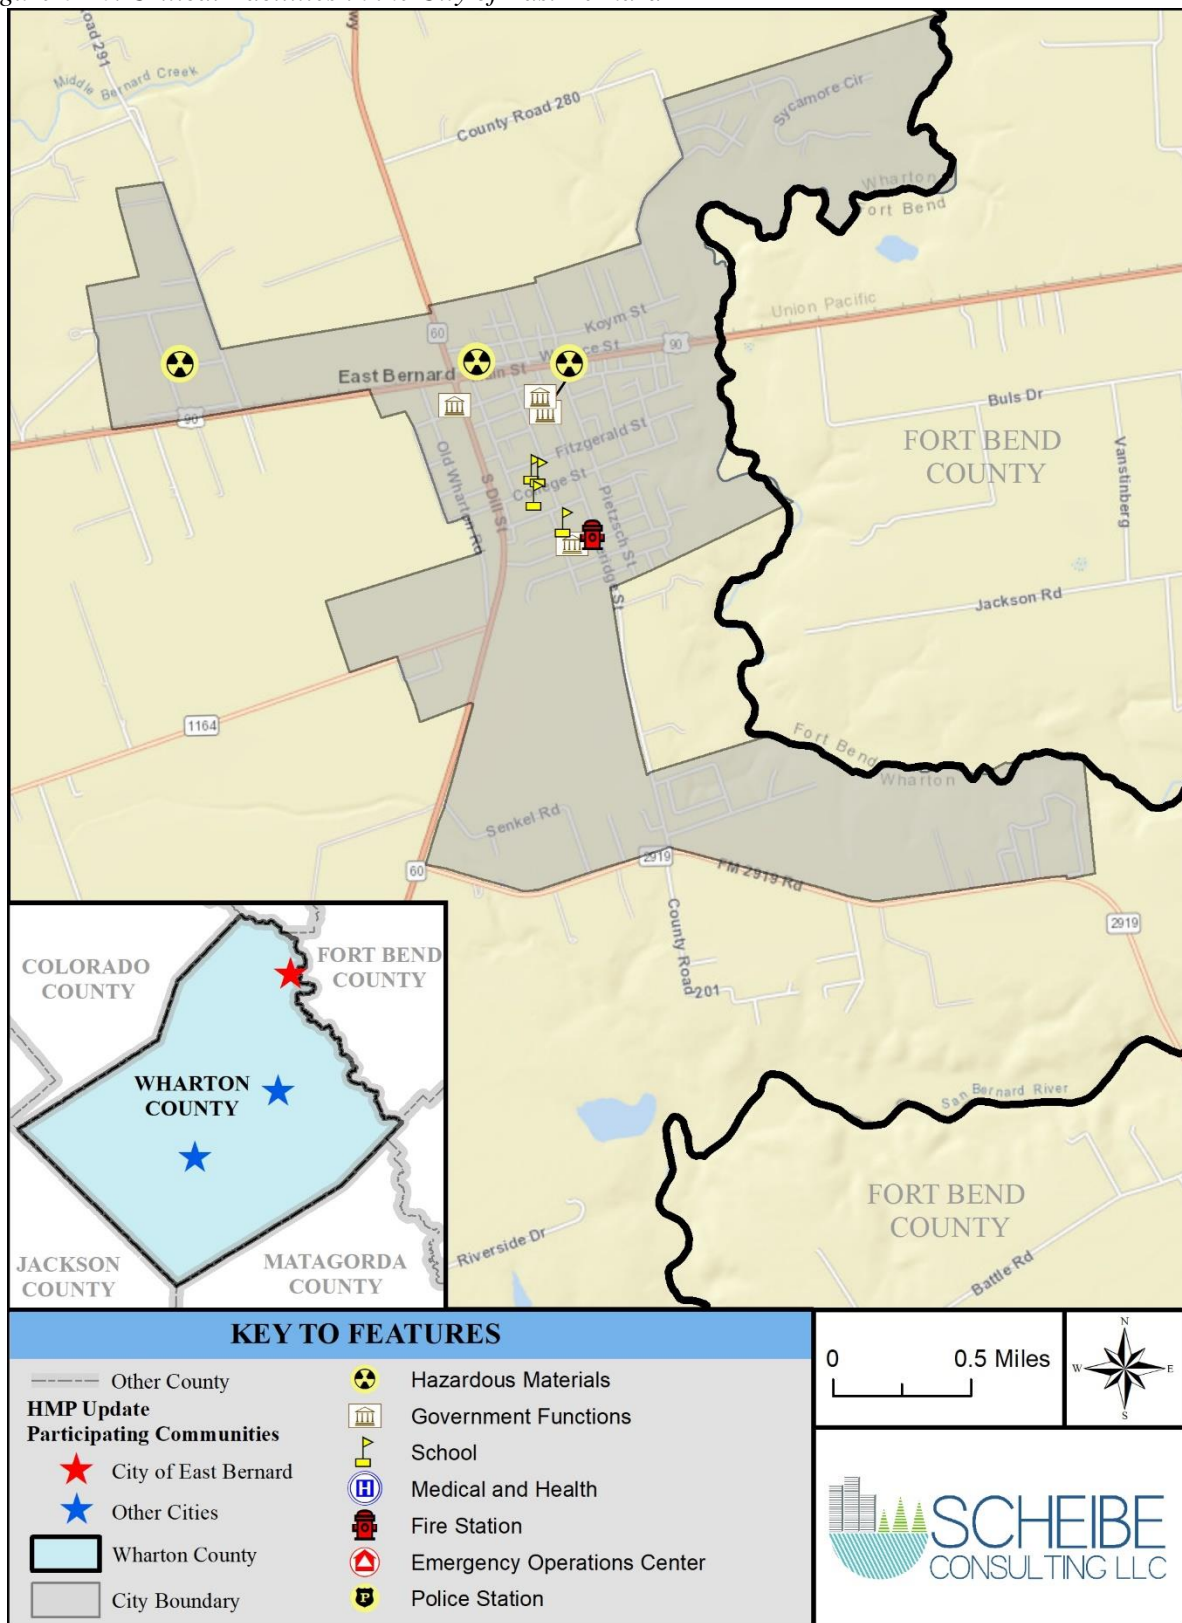 Road 291
Middle Bernard Creek
County Road 280
Sycamore Cir
Wharton
Fort Bend
Union Pacific
Koym St
60
90
East Bernard
90
Buls Dr
FORT BEND
COUNTY
Vanstinberg
Fitzgerald St
College St
Old Wharton Rd
S Dill St
Pietzsch St
Jackson Rd
1164
Fort Bend
Wharton
Senkel Rd
2919
FM 2919 Rd
60
County Road
201
2919
San Bernard River
FORT BEND
COUNTY
Riverside Dr
Battle Rd
COLORADO
COUNTY
FORT BEND
COUNTY
WHARTON
COUNTY
JACKSON
COUNTY
MATAGORDA
COUNTY
KEY TO FEATURES
Other County
HMP Update
Participating Communities
City of East Bernard
Other Cities
Wharton County
City Boundary
Hazardous Materials
Government Functions
School
H Medical and Health
Fire Station
Emergency Operations Center
P Police Station
0 0.5 Miles
N
W E
S
SCHEIBE
CONSULTING LLC